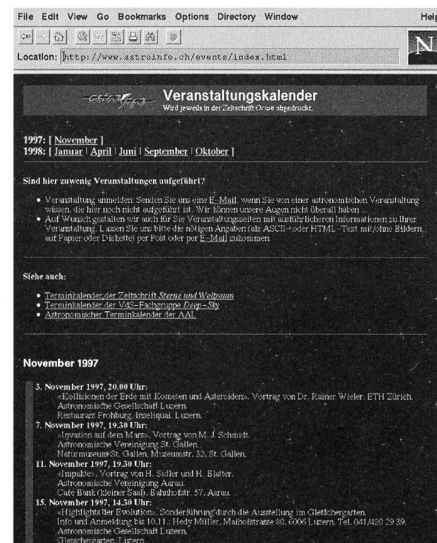 File Edit View Go Bookmarks Options Directory Window Help
N
Location: http://www.astroinfo.ch/events/index.html
astroinfo
Veranstaltungskalender
Wird jeweils in der Zeitschrift Orion abgedruckt.
1997: [ November ]
1998: [ Januar | April | Juni | September | Oktober ]
Sind hier zuwenig Veranstaltungen aufgeführt?
• Veranstaltung anmelden: Senden Sie uns eine E-Mail, wenn Sie von einer astronomischen Veranstaltung
wissen, die hier noch nicht aufgeführt ist. Wir können unsere Augen nicht überall haben ...
• Auf Wunsch gestalten wir auch für Sie Veranstaltungsseiten mit ausführlicheren Informationen zu Ihrer
Veranstaltung. Lassen Sie uns bitte die nötigen Angaben (als ASCII- oder HTML-Text mit/ohne Bildern,
auf Papier oder Diskette) per Post oder per E-Mail zukommen.
Siehe auch:
• Terminkalender der Zeitschrift Sterne und Weltraum
• Terminkalender der VdS-Fachgruppe Deep-Sky
• Astronomischer Terminkalender der AAL
November 1997
3. November 1997, 20.00 Uhr:
«Kollisionen der Erde mit Kometen und Asteroiden». Vortrag von Dr. Rainer Wieler, ETH Zürich.
Astronomische Gesellschaft Luzern.
Restaurant Frohburg, Inseliquai, Luzern.
7. November 1997, 19.30 Uhr:
«Invasion auf dem Mars», Vortrag von M. J. Schmidt.
Astronomische Vereinigung St. Gallen.
Naturmuseum St. Gallen, Museumstr. 32, St. Gallen.
11. November 1997, 19.30 Uhr:
«Impakte», Vortrag von H. Sidler und H. Blatter.
Astronomische Vereinigung Aarau.
Café Bank (kleiner Saal), Bahnhofstr. 57, Aarau.
15. November 1997, 14.30 Uhr:
«Highlights der Evolution», Sonderführung durch die Ausstellung im Gletschergarten.
Info und Anmeldung bis 10.11.: Hedy Müller, Maihofstrasse 80, 6006 Luzern, Tel. 041/420 29 39.
Astronomische Gesellschaft Luzern.
Gletschergarten, Luzern.